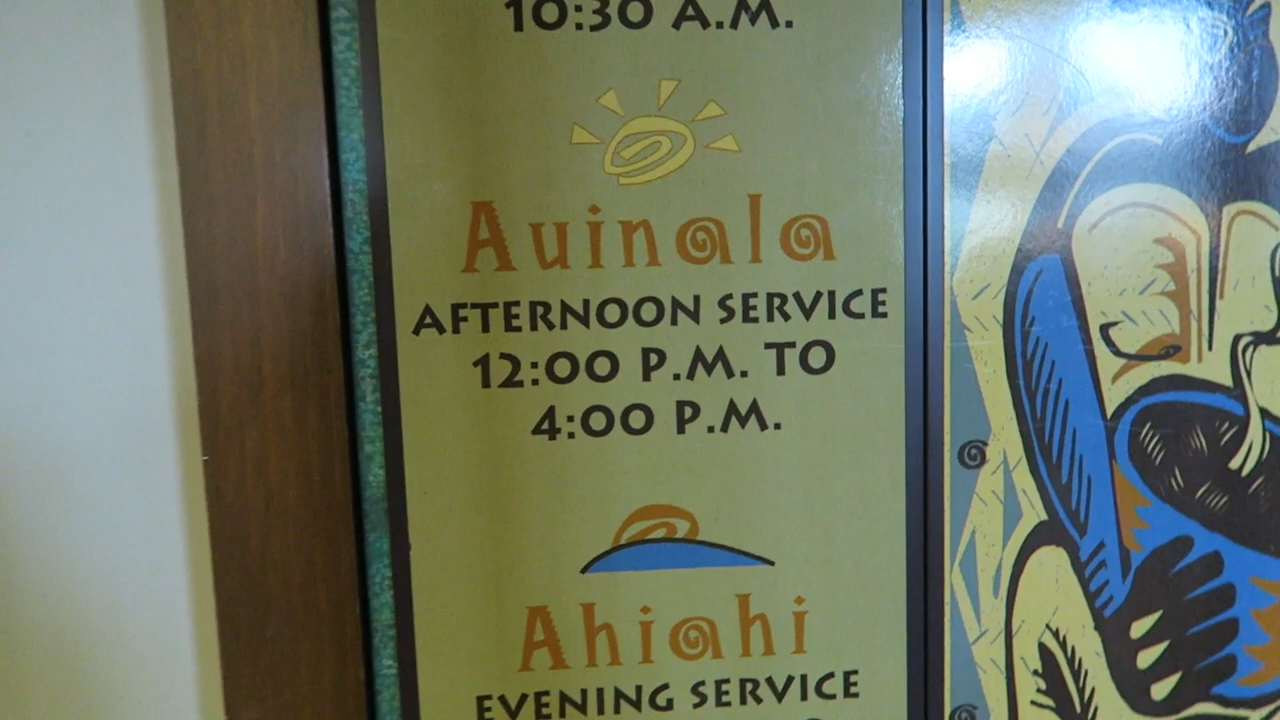 10:30 A.M.
Auinala
AFTERNOON SERVICE
12:00 P.M. TO
4:00 P.M.
Ahiahi
EVENING SERVICE